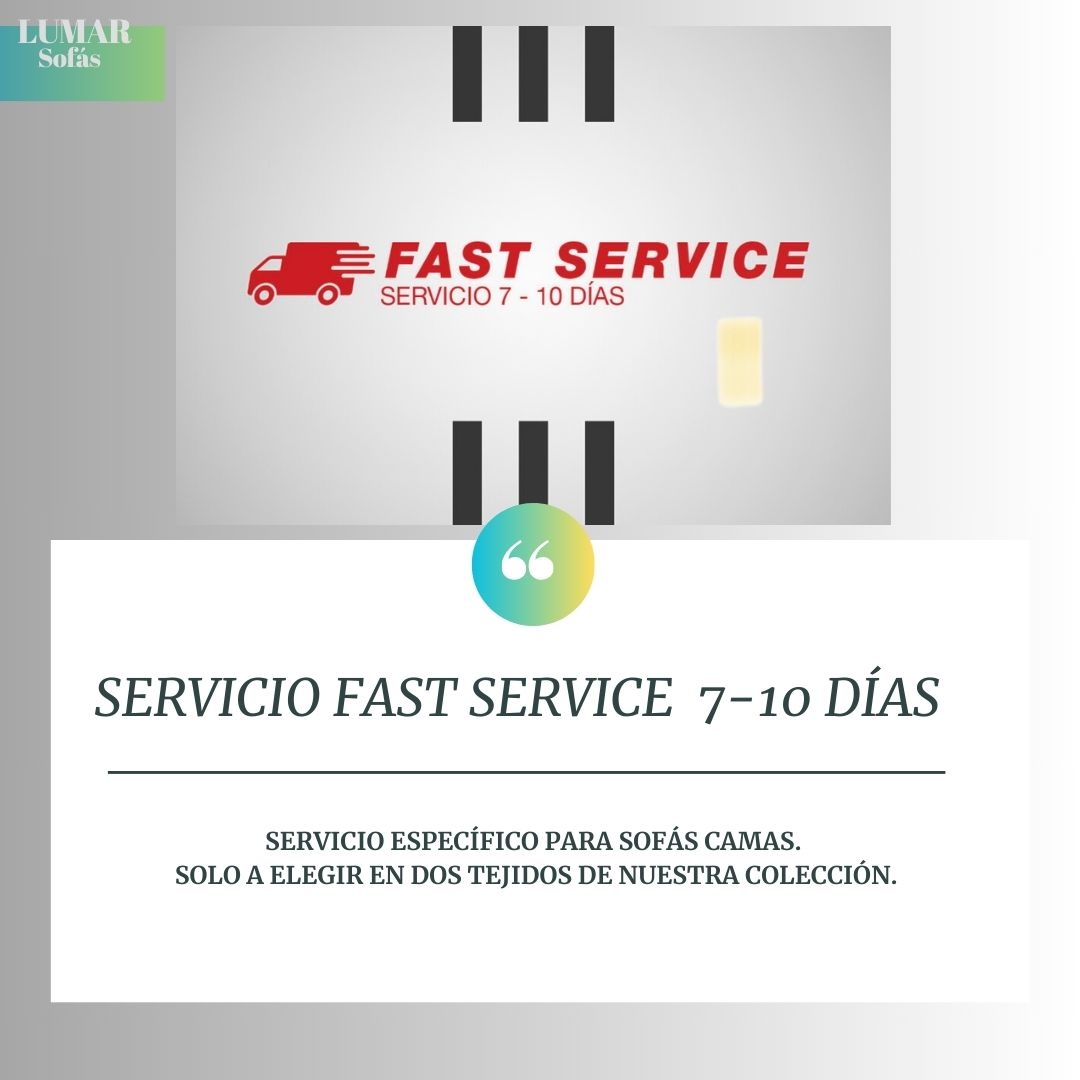 LUMAR
Sofás
FAST SERVICE
SERVICIO 7 - 10 DÍAS
“
SERVICIO FAST SERVICE 7-10 DÍAS
SERVICIO ESPECÍFICO PARA SOFÁS CAMAS.
SOLO A ELEGIR EN DOS TEJIDOS DE NUESTRA COLECCIÓN.